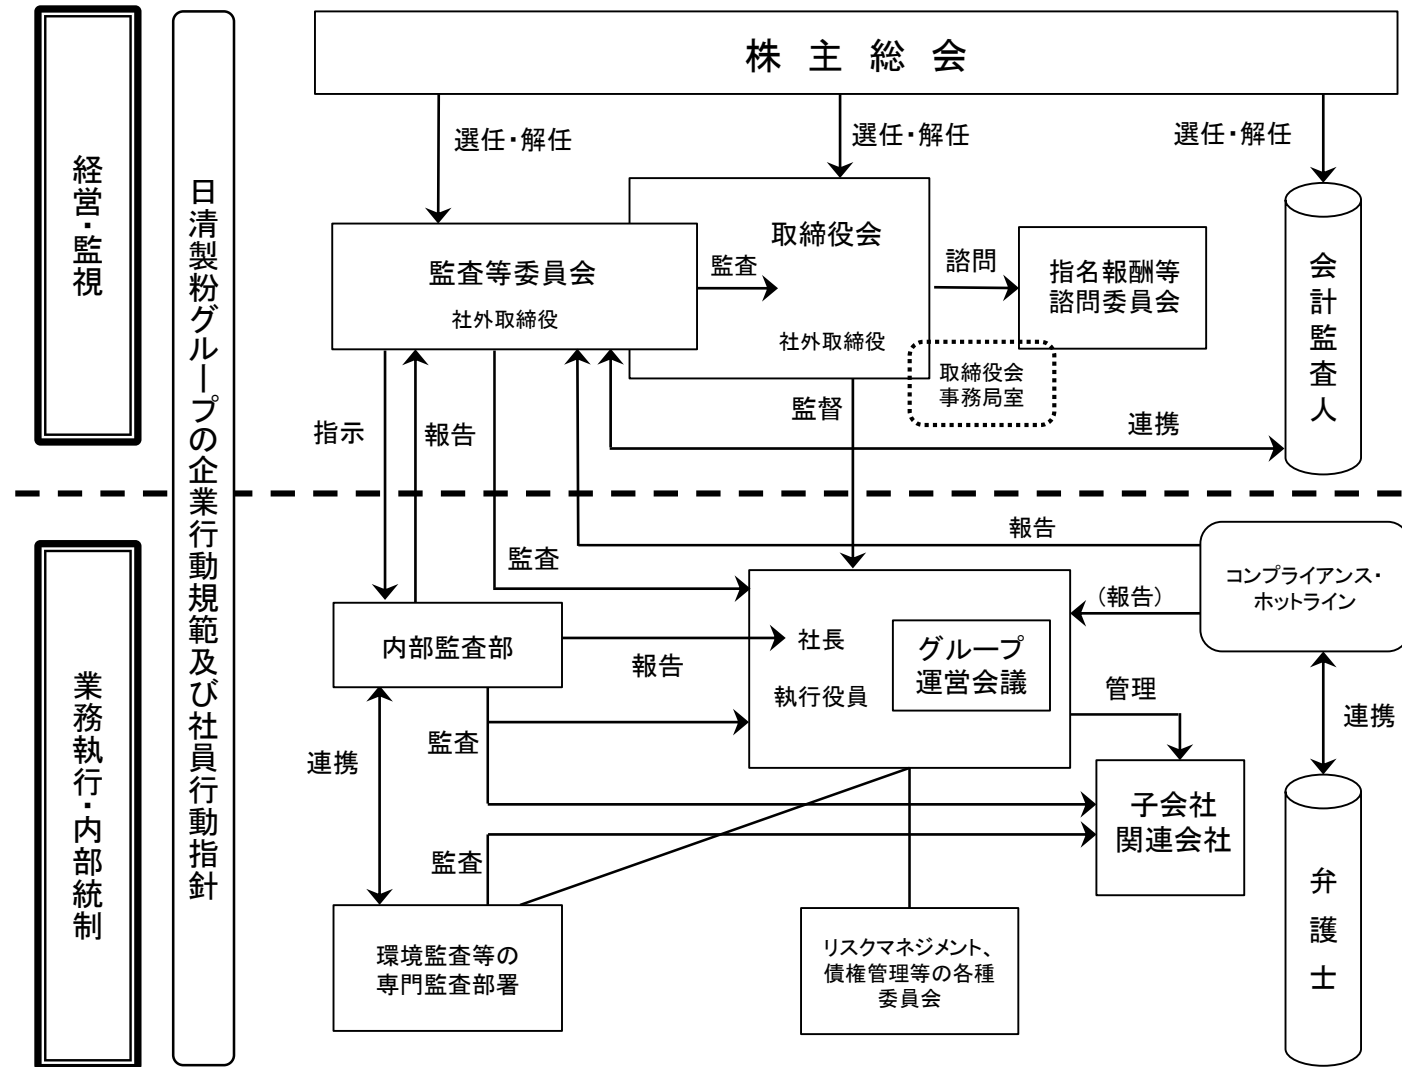 経営・監視
日清製粉グループの企業行動規範及び社員行動指針
株主総会
選任・解任
選任・解任
選任・解任
取締役会
監査等委員会
社外取締役
監査
社外取締役
諮問
指名報酬等
諮問委員会
取締役会
事務局室
会計監査人
指示
報告
監督
連携
業務執行・内部統制
報告
監査
コンプライアンス・
ホットライン
(報告)
内部監査部
報告
社長
執行役員
グループ
運営会議
管理
連携
監査
連携
子会社
関連会社
監査
環境監査等の
専門監査部署
リスクマネジメント、
債権管理等の各種
委員会
弁護士